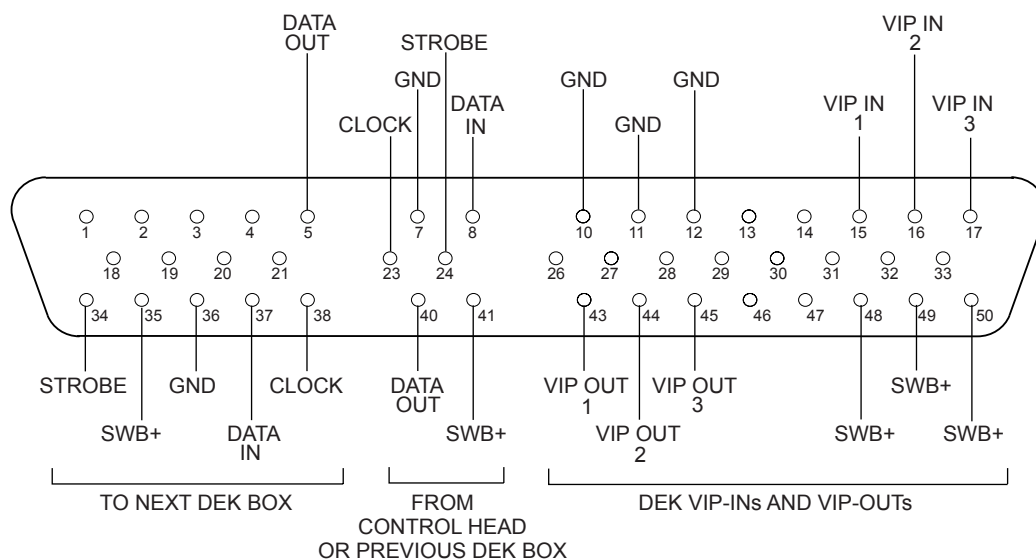 DATA
OUT
STROBE
VIP IN
2
GND
GND
GND
CLOCK
DATA
IN
GND
VIP IN
1
VIP IN
3
1 2 3 4 5 7 8 10 11 12 13 14 15 16 17
18 19 20 21 23 24 26 27 28 29 30 31 32 33
34 35 36 37 38 40 41 43 44 45 46 47 48 49 50
STROBE
GND
CLOCK
DATA
OUT
VIP OUT
1
VIP OUT
3
SWB+
SWB+
DATA
IN
SWB+
VIP OUT
2
SWB+
SWB+
TO NEXT DEK BOX
FROM
CONTROL HEAD
OR PREVIOUS DEK BOX
DEK VIP-INs AND VIP-OUTs